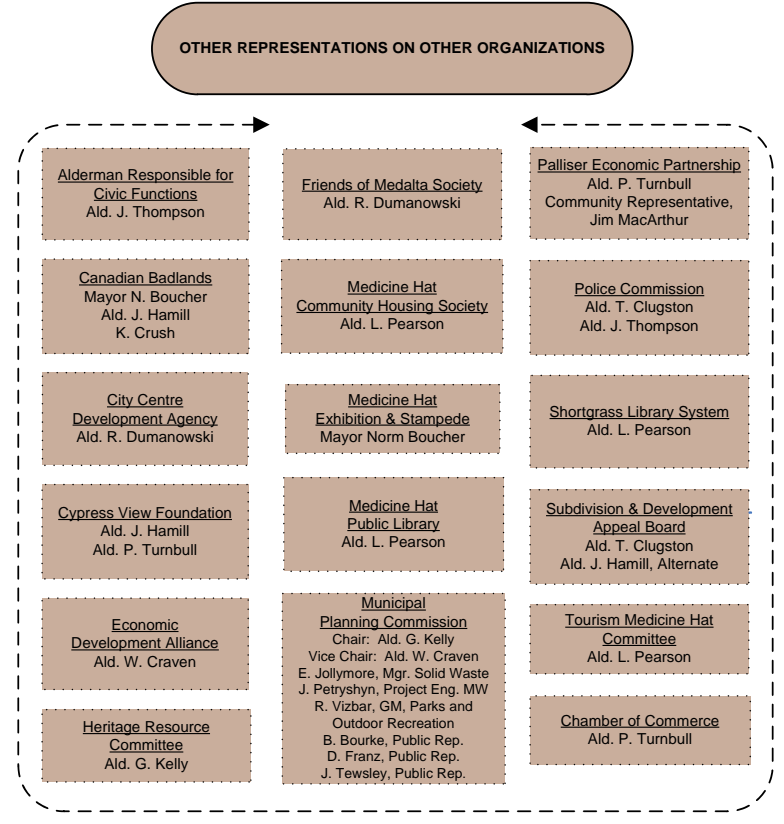 OTHER REPRESENTATIONS ON OTHER ORGANIZATIONS
Alderman Responsible for
Civic Functions
Ald. J. Thompson
Canadian Badlands
Mayor N. Boucher
Ald. J. Hamill
K. Crush
City Centre
Development Agency
Ald. R. Dumanowski
Cypress View Foundation
Ald. J. Hamill
Ald. P. Turnbull
Economic
Development Alliance
Ald. W. Craven
Heritage Resource
Committee
Ald. G. Kelly
Friends of Medalta Society
Ald. R. Dumanowski
Medicine Hat
Community Housing Society
Ald. L. Pearson
Medicine Hat
Exhibition & Stampede
Mayor Norm Boucher
Medicine Hat
Public Library
Ald. L. Pearson
Municipal
Planning Commission
Chair: Ald. G. Kelly
Vice Chair: Ald. W. Craven
E. Jollymore, Mgr. Solid Waste
J. Petryshyn, Project Eng. MW
R. Vizbar, GM, Parks and
Outdoor Recreation
B. Bourke, Public Rep.
D. Franz, Public Rep.
J. Tewsley, Public Rep.
Palliser Economic Partnership
Ald. P. Turnbull
Community Representative,
Jim MacArthur
Police Commission
Ald. T. Clugston
Ald. J. Thompson
Shortgrass Library System
Ald. L. Pearson
Subdivision & Development
Appeal Board
Ald. T. Clugston
Ald. J. Hamill, Alternate
Tourism Medicine Hat
Committee
Ald. L. Pearson
Chamber of Commerce
Ald. P. Turnbull